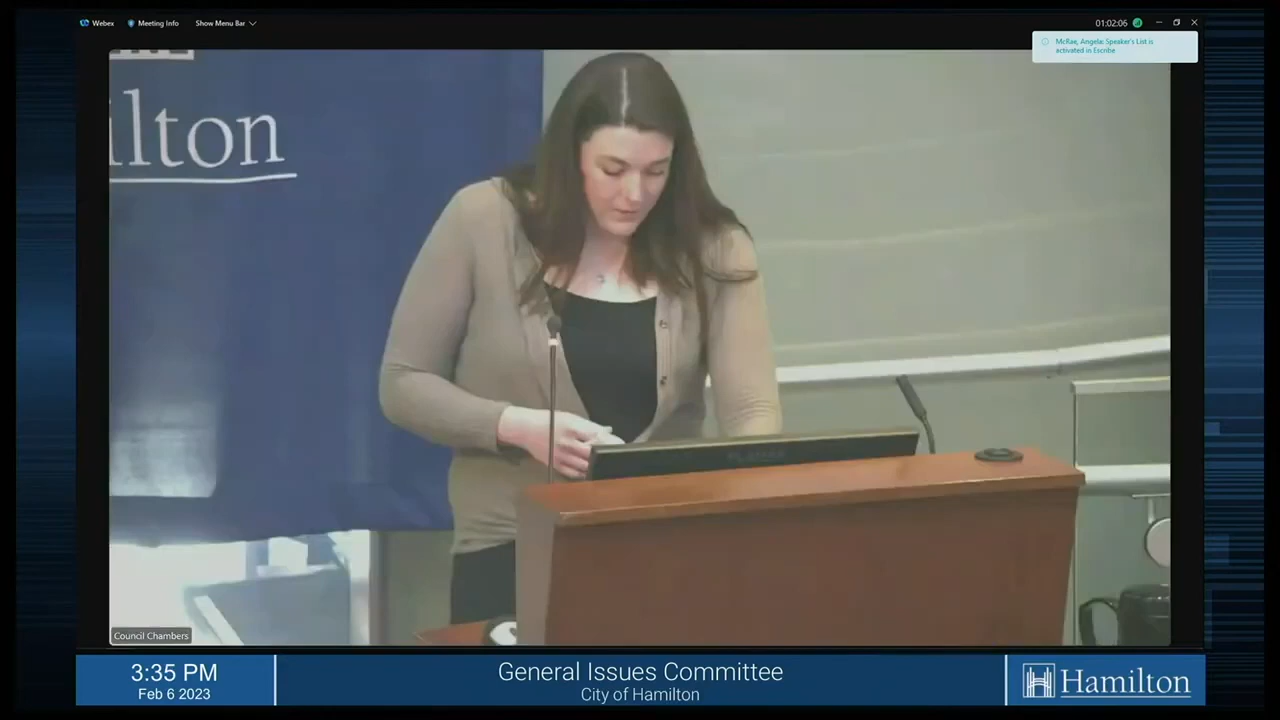 Webex
Meeting Info
Show Menu Bar
01:02:06
McRae, Angela: Speaker's List is
activated in Escribe
ilton
Council Chambers
3:35 PM
Feb 6 2023
General Issues Committee
City of Hamilton
Hamilton